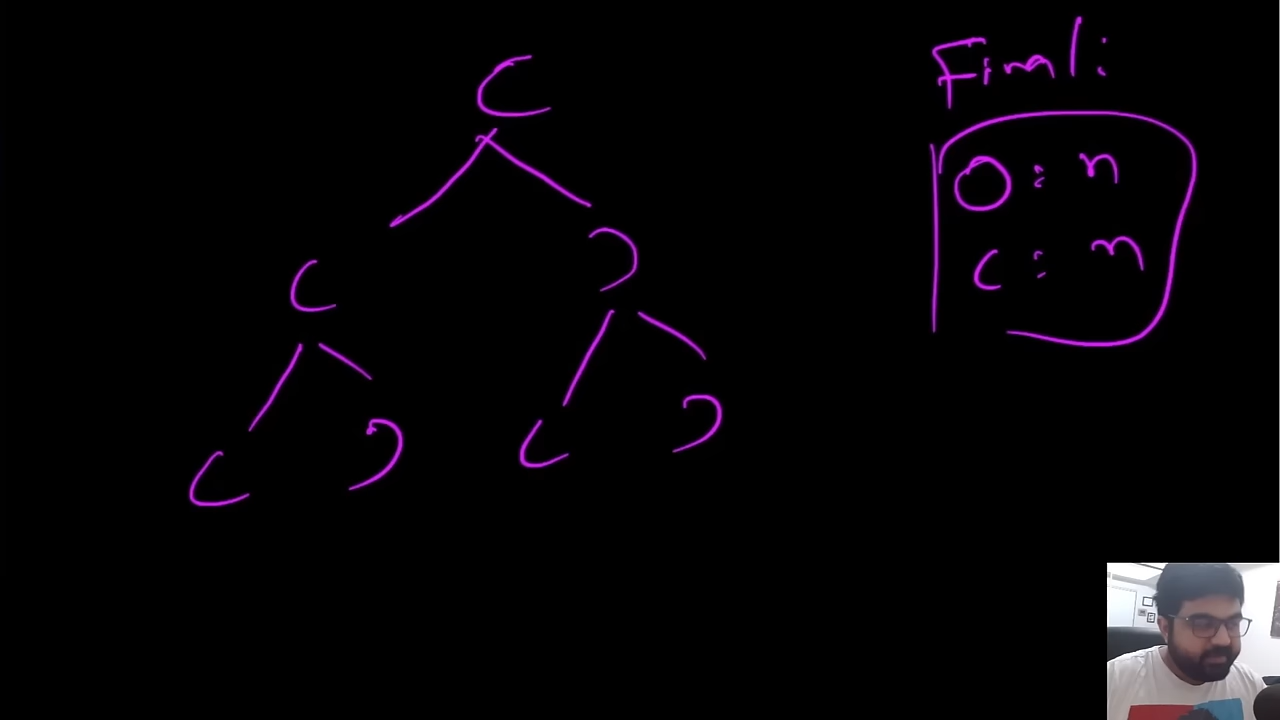 (
Final:
( )
O: n
( ) ( )
C: n